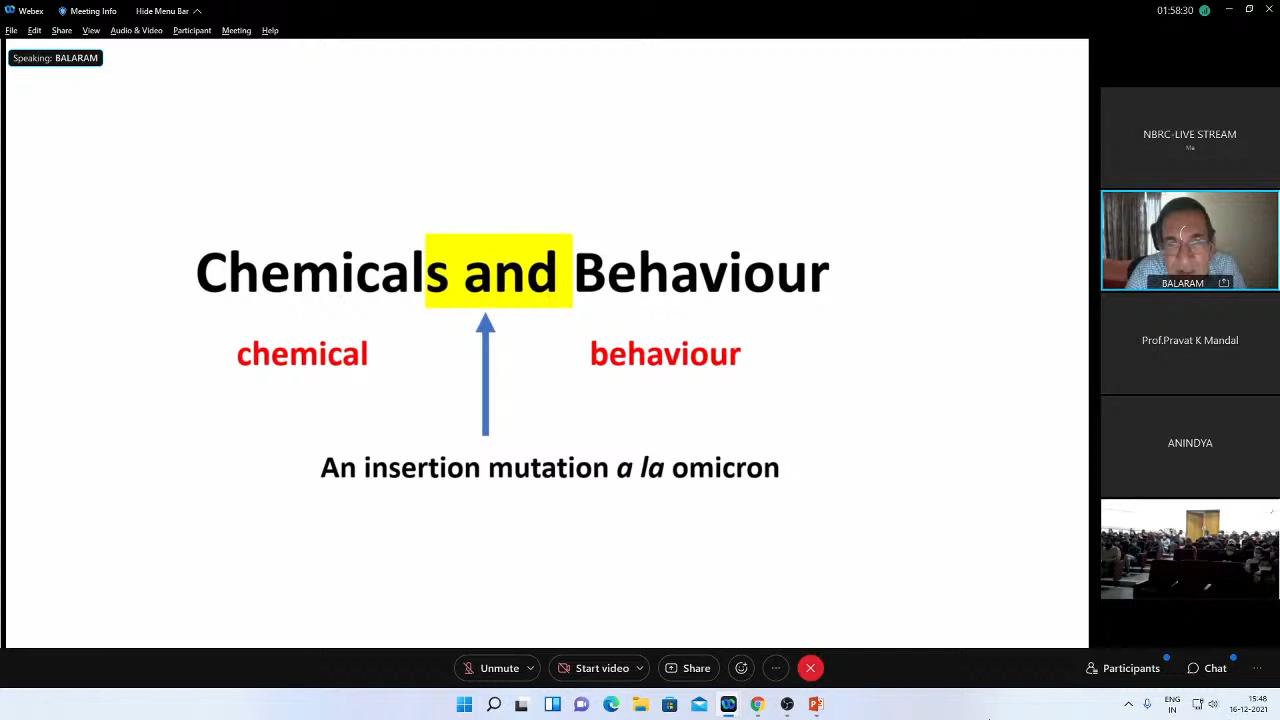 Webex
Meeting Info
Hide Menu Bar
01:58:30
File Edit Share View Audio & Video Participant Meeting Help
Speaking: BALARAM
Chemicals and Behaviour
chemical
behaviour
An insertion mutation a la omicron
NBRC-LIVE STREAM
Me
BALARAM
Prof.Pravat K Mandal
ANINDYA
Unmute
Start video
Share
Participants
Chat
ENG
IN
15:48
16-12-2021